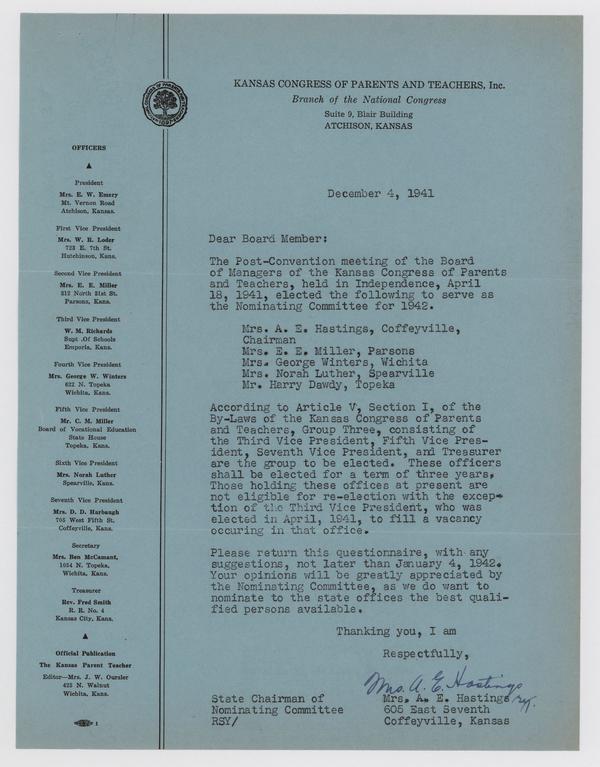 KANSAS CONGRESS OF PARENTS AND TEACHERS, Inc.
Branch of the National Congress
Suite 9, Blair Building
ATCHISON, KANSAS
OFFICERS
President
Mrs. E. W. Emery
Mt. Vernon Road
Atchison, Kansas.
First Vice President
Mrs. W. R. Loder
723 E. 7th St.
Hutchinson, Kans.
Second Vice President
Mrs. E. E. Miller
312 North 31st St.
Parsons, Kans.
Third Vice President
W. M. Richards
Supt .Of Schools
Emporia, Kans.
Fourth Vice President
Mrs. George W. Winters
622 N. Topeka
Wichita, Kans.
Fifth Vice President
Mr. C. M. Miller
Board of Vocational Education
State House
Topeka, Kans.
Sixth Vice President
Mrs. Norah Luther
Spearville, Kans.
Seventh Vice President
Mrs. D. D. Harbaugh
705 West Fifth St.
Coffeyville, Kans.
Secretary
Mrs. Ben McCamant,
1054 N. Topeka,
Wichita, Kans.
Treasurer
Rev. Fred Smith
R. R. No. 4
Kansas City, Kans.
Official Publication
The Kansas Parent Teacher
Editor—Mrs. J. W. Oursler
425 N. Walnut
Wichita, Kans.
December 4, 1941
Dear Board Member:
The Post-Convention meeting of the Board
of Managers of the Kansas Congress of Parents
and Teachers, held in Independence, April
18, 1941, elected the following to serve as
the Nominating Committee for 1942.
Mrs. A. E. Hastings, Coffeyville,
Chairman
Mrs. E. E. Miller, Parsons
Mrs. George Winters, Wichita
Mrs. Norah Luther, Spearville
Mr. Harry Dawdy, Topeka
According to Article V, Section I, of the
By-Laws of the Kansas Congress of Parents
and Teachers, Group Three, consisting of
the Third Vice President, Fifth Vice Pres-
ident, Seventh Vice President, and Treasurer
are the group to be elected. These officers
shall be elected for a term of three years.
Those holding these offices at present are
not eligible for re-election with the excep-
tion of the Third Vice President, who was
elected in April, 1941, to fill a vacancy
occuring in that office.
Please return this questionnaire, with any
suggestions, not later than January 4, 1942.
Your opinions will be greatly appreciated by
the Nominating Committee, as we do want to
nominate to the state offices the best quali-
fied persons available.
Thanking you, I am
Respectfully,
Mrs. A. E. Hastings
State Chairman of
Nominating Committee
RSY/
Mrs. A. E. Hastings
605 East Seventh
Coffeyville, Kansas